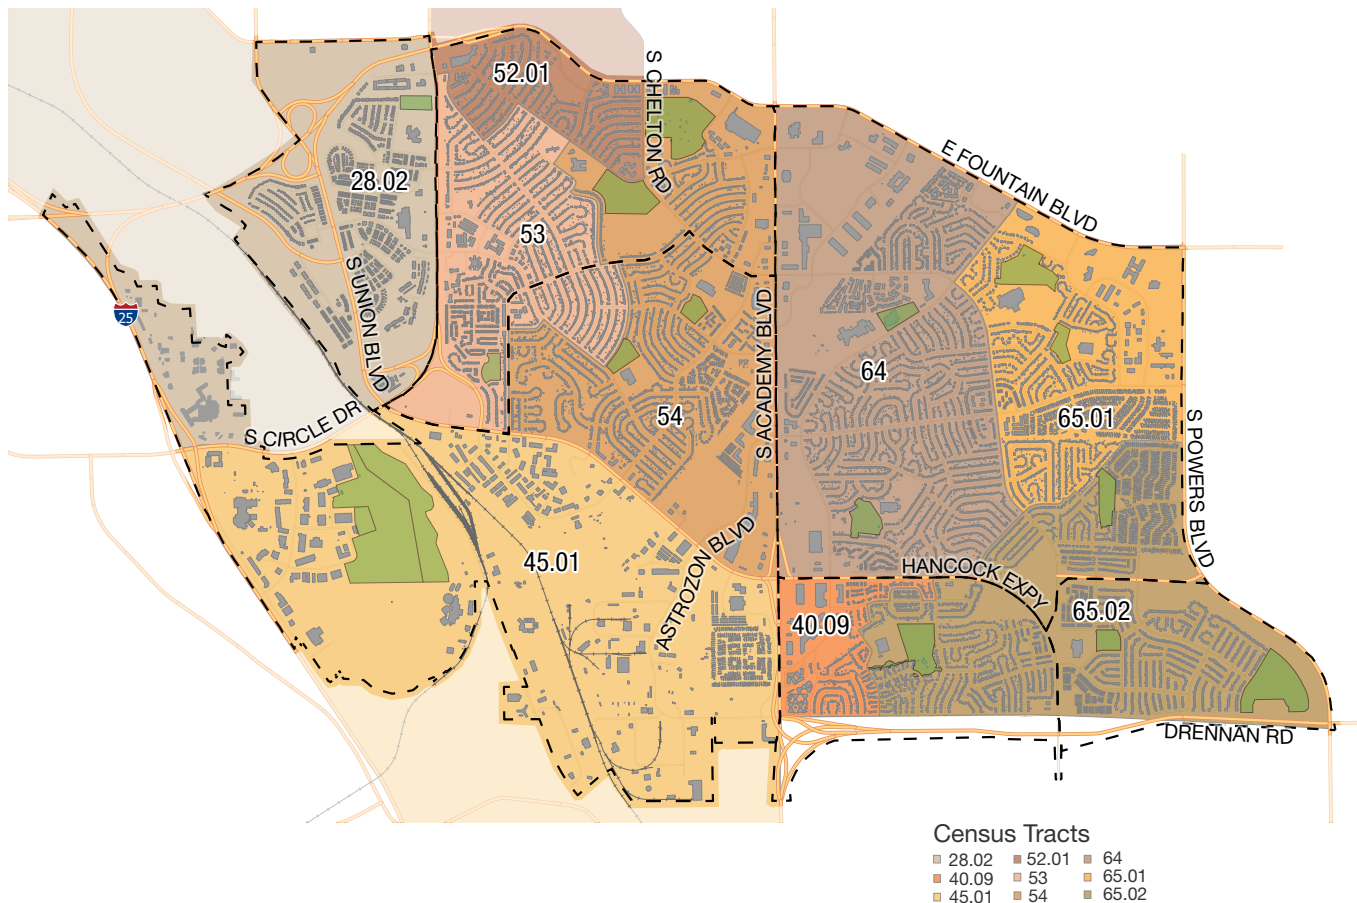 52.01
S CHELTON RD
E FOUNTAIN BLVD
28.02
53
S UNION BLVD
25
S ACADEMY BLVD
64
54
65.01
S POWERS BLVD
S CIRCLE DR
45.01
ASTROZON BLVD
HANCOCK EXPY
40.09
65.02
DRENNAN RD
Census Tracts
28.02
40.09
45.01
52.01
53
54
64
65.01
65.02